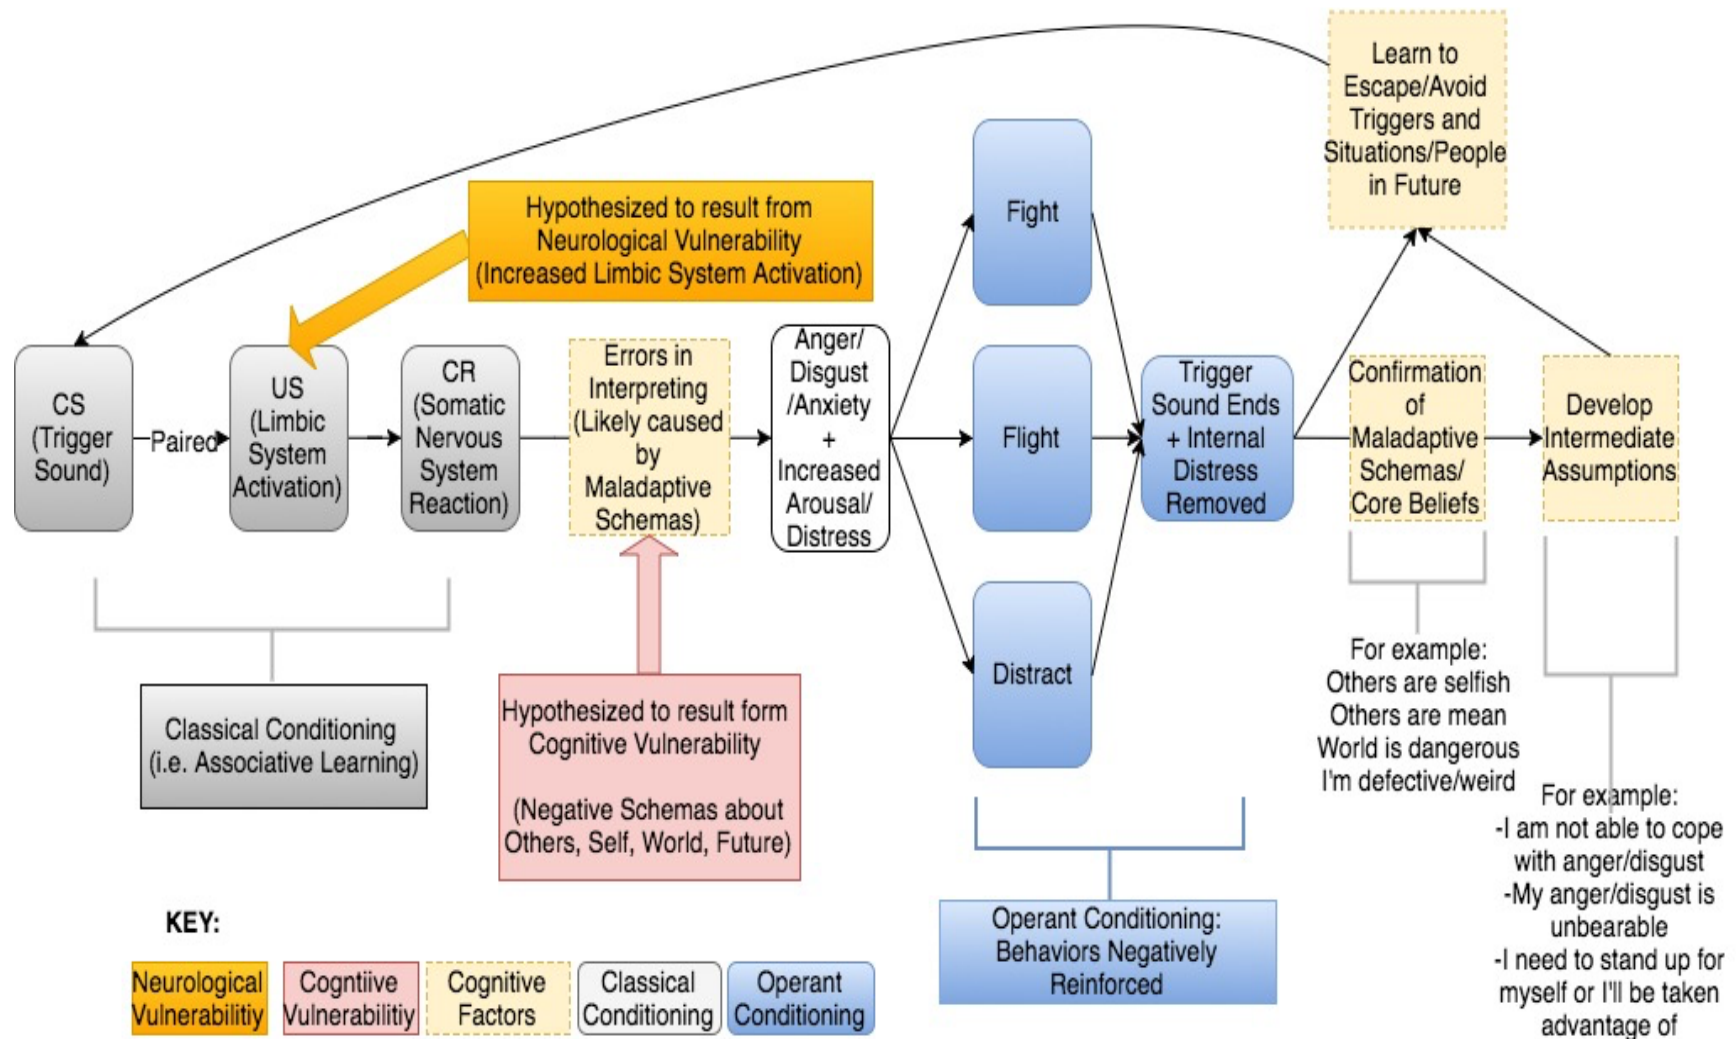 Learn to
Escape/Avoid
Triggers and
Situations/People
in Future
Hypothesized to result from
Neurological Vulnerability
(Increased Limbic System Activation)
CS
(Trigger
Sound)
Paired
US
(Limbic
System
Activation)
CR
(Somatic
Nervous
System
Reaction)
Errors in
Interpreting
(Likely caused
by
Maladaptive
Schemas)
Anger/
Disgust
/Anxiety
+
Increased
Arousal/
Distress
Fight
Flight
Distract
Trigger
Sound Ends
+ Internal
Distress
Removed
Confirmation
of
Maladaptive
Schemas/
Core Beliefs
Develop
Intermediate
Assumptions
Classical Conditioning
(i.e. Associative Learning)
Hypothesized to result form
Cognitive Vulnerability
(Negative Schemas about
Others, Self, World, Future)
For example:
Others are selfish
Others are mean
World is dangerous
I'm defective/weird
For example:
-I am not able to cope
with anger/disgust
-My anger/disgust is
unbearable
-I need to stand up for
myself or I'll be taken
advantage of
Operant Conditioning:
Behaviors Negatively
Reinforced
KEY:
Neurological
Vulnerabilitiy
Cogntiive
Vulnerabilitiy
Cognitive
Factors
Classical
Conditioning
Operant
Conditioning